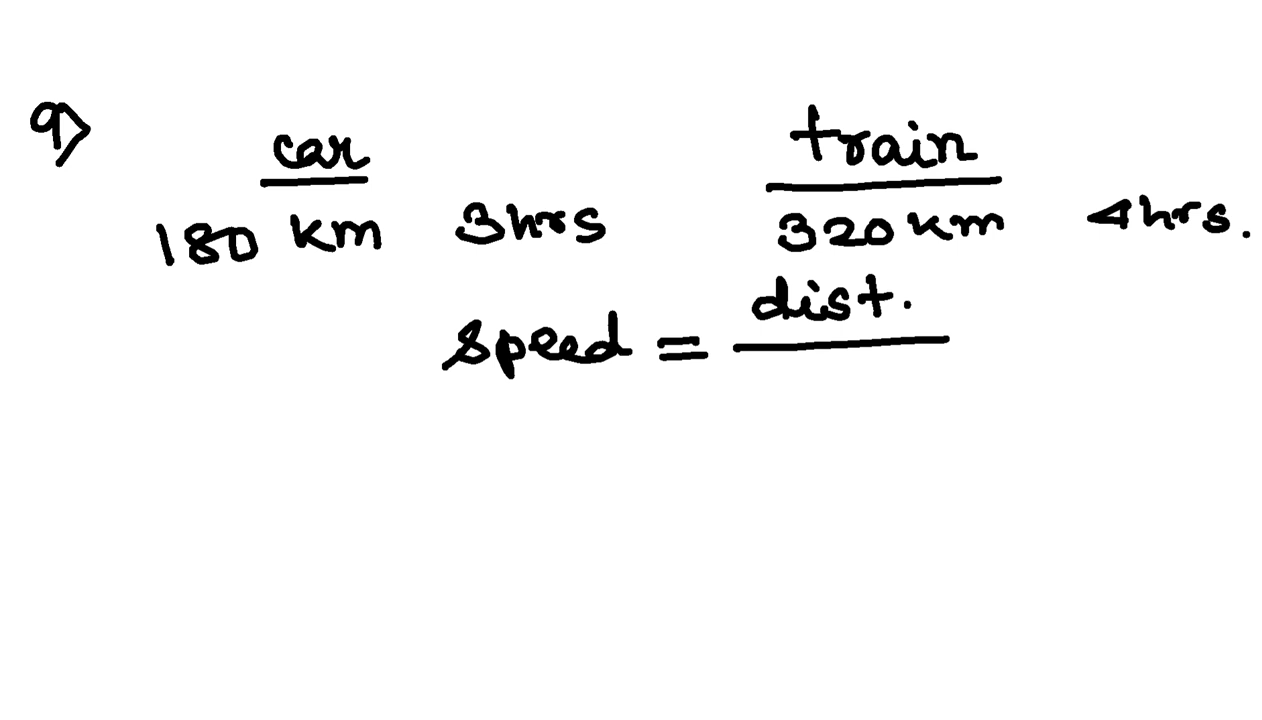 9) car train
180 km 3hrs 320 km 4hrs.
speed = dist.